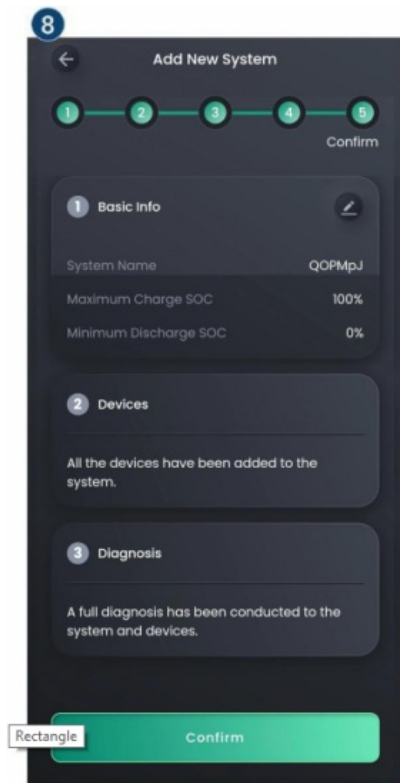 8
Add New System
1 2 3 4 5
Confirm
1 Basic Info
System Name QOPMpJ
Maximum Charge SOC 100%
Minimum Discharge SOC 0%
2 Devices
All the devices have been added to the
system.
3 Diagnosis
A full diagnosis has been conducted to the
system and devices.
Rectangle
Confirm